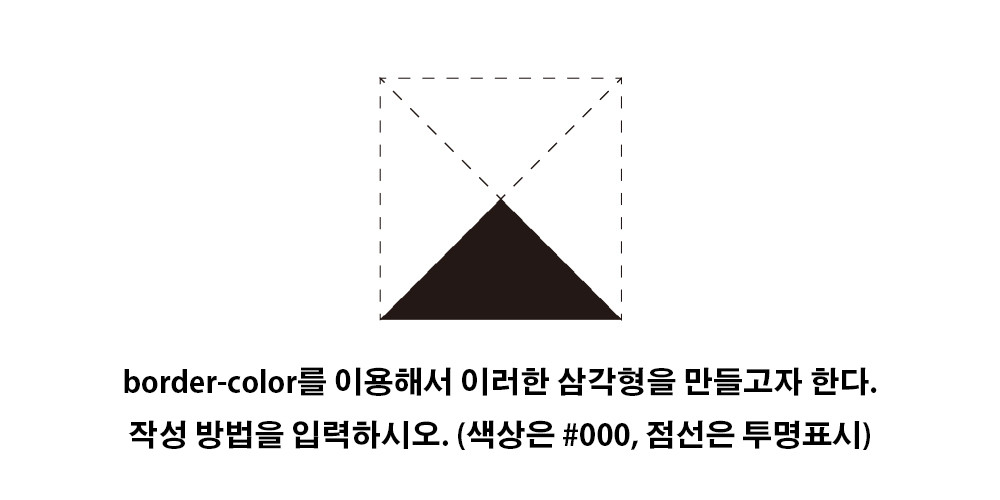 border-color를 이용해서 이러한 삼각형을 만들고자 한다.
작성 방법을 입력하시오. (색상은 #000, 점선은 투명표시)